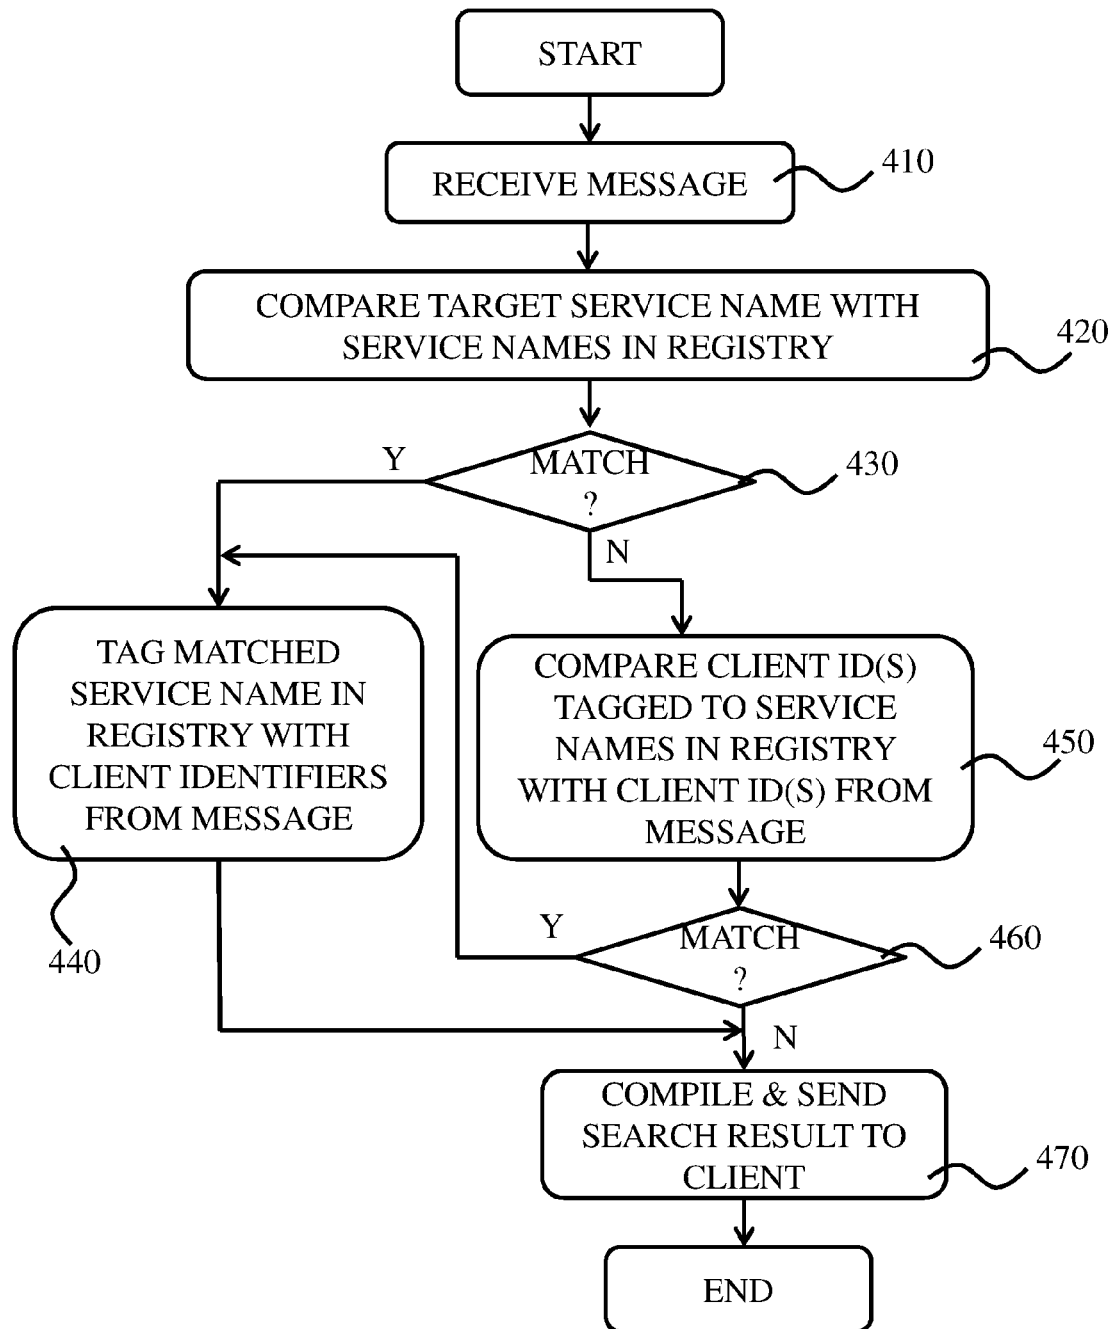 START
RECEIVE MESSAGE
410
COMPARE TARGET SERVICE NAME WITH
SERVICE NAMES IN REGISTRY
420
Y
MATCH
?
430
N
TAG MATCHED
SERVICE NAME IN
REGISTRY WITH
CLIENT IDENTIFIERS
FROM MESSAGE
440
COMPARE CLIENT ID(S)
TAGGED TO SERVICE
NAMES IN REGISTRY
WITH CLIENT ID(S) FROM
MESSAGE
450
Y
MATCH
?
460
N
COMPILE & SEND
SEARCH RESULT TO
CLIENT
470
END